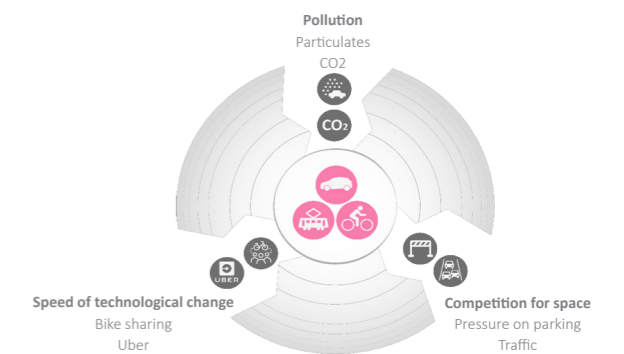 Pollution
Particulates
CO2
CO2
UBER
Speed of technological change
Bike sharing
Uber
Competition for space
Pressure on parking
Traffic